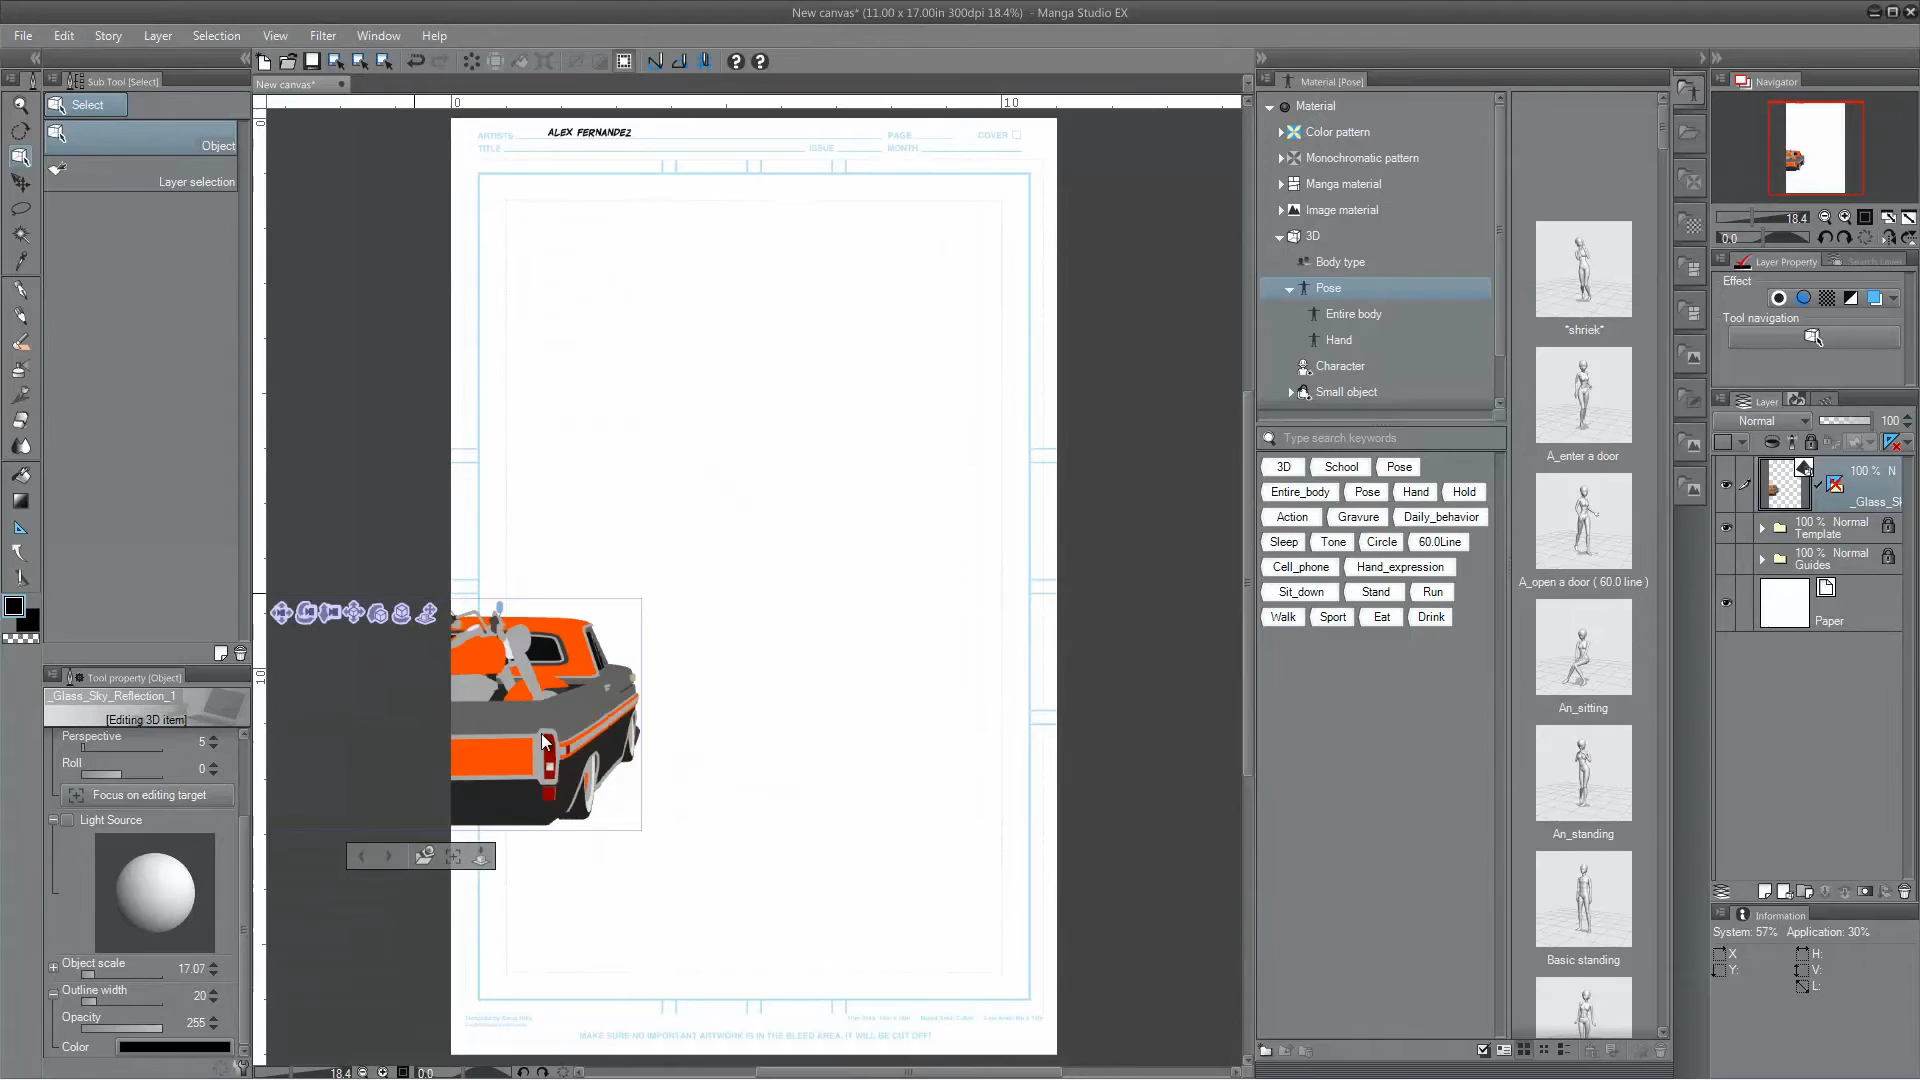 New canvas* (11.00 x 17.00in 300dpi 18.4%) - Manga Studio EX
File Edit Story Layer Selection View Filter Window Help
Sub Tool [Select]
Select
Object
Layer selection
New canvas*
0
10
0
10
ARTISTS ALEX FERNANDEZ PAGE COVER
TITLE ISSUE MONTH
MAKE SURE NO IMPORTANT ARTWORK IS IN THE BLEED AREA, IT WILL BE CUT OFF!
18.4
0.0
Tool property [Object]
_Glass_Sky_Reflection_1
[Editing 3D item]
Perspective
5
Roll
0
Focus on editing target
Light Source
Object scale
17.07
Outline width
20
Opacity
255
Color
Material [Pose]
Material
Color pattern
Monochromatic pattern
Manga material
Image material
3D
Body type
Pose
Entire body
Hand
Character
Small object
Type search keywords
3D School Pose
Entire_body Pose Hand Hold
Action Gravure Daily_behavior
Sleep Tone Circle 60.0Line
Cell_phone Hand_expression
Sit_down Stand Run
Walk Sport Eat Drink
*shriek*
A_enter a door
A_open a door ( 60.0 line )
An_sitting
An_standing
Basic standing
Navigator
18.4
0.0
Layer Property
Search Layer
Effect
Tool navigation
Layer
Normal
100
100 % N
_Glass_Sk
100 % Normal
Template
100 % Normal
Guides
Paper
Information
System: 57% Application: 30%
X H:
Y: V:
L: